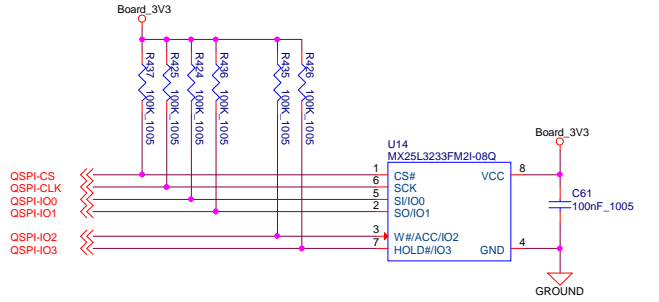 Board_3V3
R437 100K_1005
R425 100K_1005
R424 100K_1005
R436 100K_1005
R435 100K_1005
R426 100K_1005
U14
MX25L3233FM2I-08Q
Board_3V3
QSPI-CS 1 CS# VCC 8
QSPI-CLK 6 SCK
QSPI-IO0 5 SI/IO0
QSPI-IO1 2 SO/IO1
C61
100nF_1005
QSPI-IO2 3 W#/ACC/IO2
QSPI-IO3 7 HOLD#/IO3 GND 4
GROUND